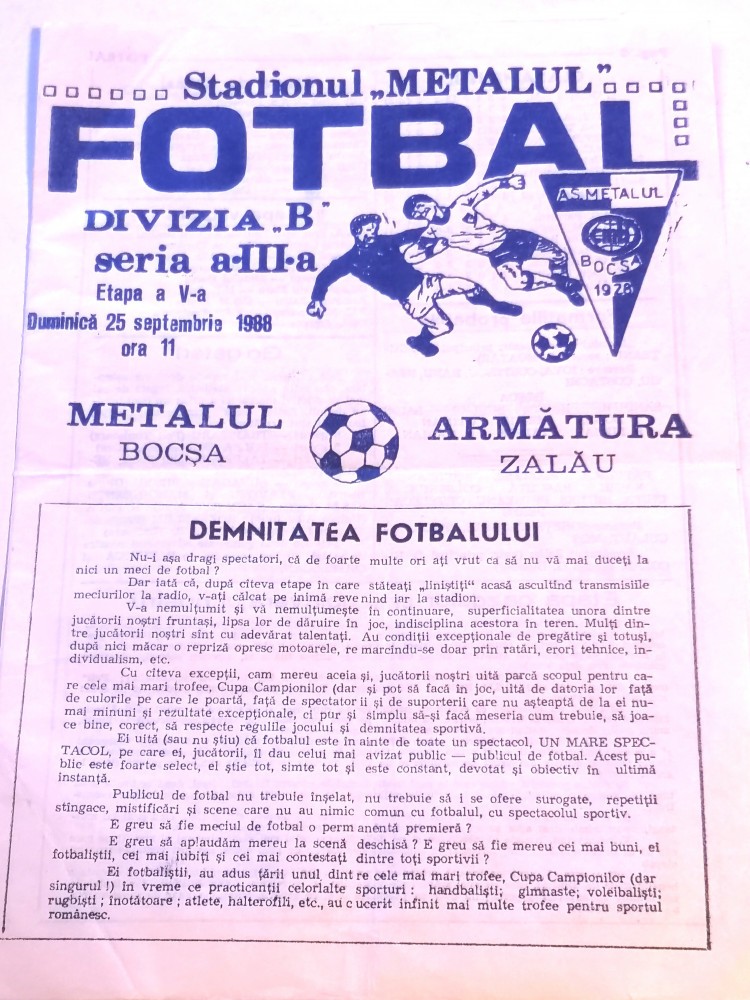 Stadionul „METALUL”
FOTBAL
DIVIZIA „B”
seria a-III-a
Etapa a V-a
Duminică 25 septembrie 1988
ora 11
A.S. METALUL
BOCȘA
1928
METALUL
BOCȘA
ARMĂTURA
ZALĂU
DEMNITATEA FOTBALULUI
Nu-i așa dragi spectatori, că de foarte multe ori ați vrut ca să nu vă mai duceți la
nici un meci de fotbal ?
Dar iată că, după cîteva etape în care stăteați „liniștiți“ acasă ascultînd transmisiile
meciurilor la radio, v-ați călcat pe inimă revenind iar la stadion.
V-a nemulțumit și vă nemulțumește în continuare, superficialitatea unora dintre
jucătorii noștri fruntași, lipsa lor de dăruire în joc, indisciplina acestora în teren. Mulți din-
tre jucătorii noștri sînt cu adevărat talentați. Au condiții excepționale de pregătire și totuși,
după nici măcar o repriză opresc motoarele, remarcîndu-se doar prin ratări, erori tehnice, in-
dividualism, etc.
Cu cîteva excepții, cam mereu aceia și, jucătorii noștri uită parcă scopul pentru ca-
re cele mai mari trofee, Cupa Campionilor (dar și pot să facă în joc, uită de datoria lor față
de culorile pe care le poartă, față de spectatorii și de suporterii care nu așteaptă de la ei nu-
mai minuni și rezultate excepționale, ci pur și simplu să-și facă meseria cum trebuie, să joa-
ce bine, corect, să respecte regulile jocului și demnitatea sportivă.
Ei uită (sau nu știu) că fotbalul este înainte de toate un spectacol, UN MARE SPEC-
TACOL, pe care ei, jucătorii, îl dau celui mai avizat public — publicul de fotbal. Acest pu-
blic este foarte select, el știe tot, simte tot și este constant, devotat și obiectiv în ultimă
instanță.
Publicul de fotbal nu trebuie înșelat, nu trebuie să i se ofere surogate, repetiții
stîngace, mistificări și scene care nu au nimic comun cu fotbalul, cu spectacolul sportiv.
E greu să fie meciul de fotbal o permanentă premieră ?
E greu să aplaudăm mereu la scenă deschisă ? E greu să fie mereu cei mai buni, ei
fotbaliștii, cei mai iubiți și cei mai contestați dintre toți sportivii ?
Ei fotbaliștii, au adus țării unul dintre cele mai mari trofee, Cupa Campionilor (dar
singurul !) în vreme ce practicanții celorlalte sporturi : handbaliști; gimnaste; voleibaliști;
rugbiști ; înotătoare ; atlete, halterofili, etc., au cucerit infinit mai multe trofee pentru sportul
românesc.